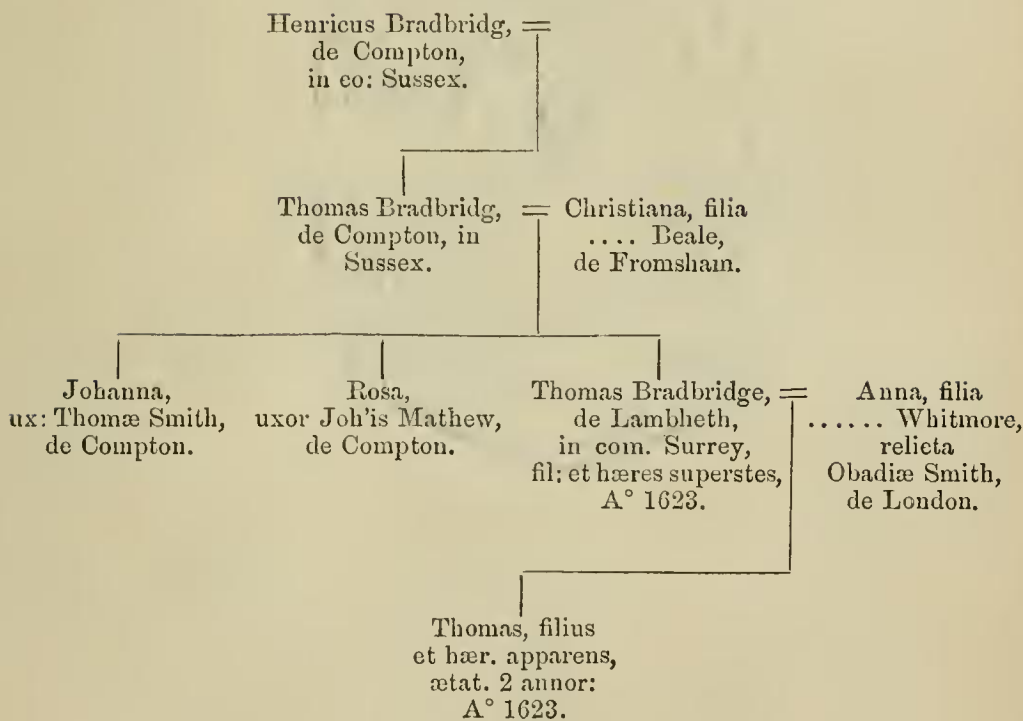 Henricus Bradbridg, =
de Compton,
in co: Sussex.
Thomas Bradbridg, =
de Compton, in
Sussex.
Christiana, filia
.... Beale,
de Fromsham.
Johanna,
ux: Thomæ Smith,
de Compton.
Rosa,
uxor Joh'is Mathew,
de Compton.
Thomas Bradbridge, =
de Lambheth,
in com. Surrey,
fil: et hæres superstes,
A° 1623.
Anna, filia
...... Whitmore,
relicta
Obadiæ Smith,
de London.
Thomas, filius
et hær. apparens,
ætat. 2 annor:
A° 1623.